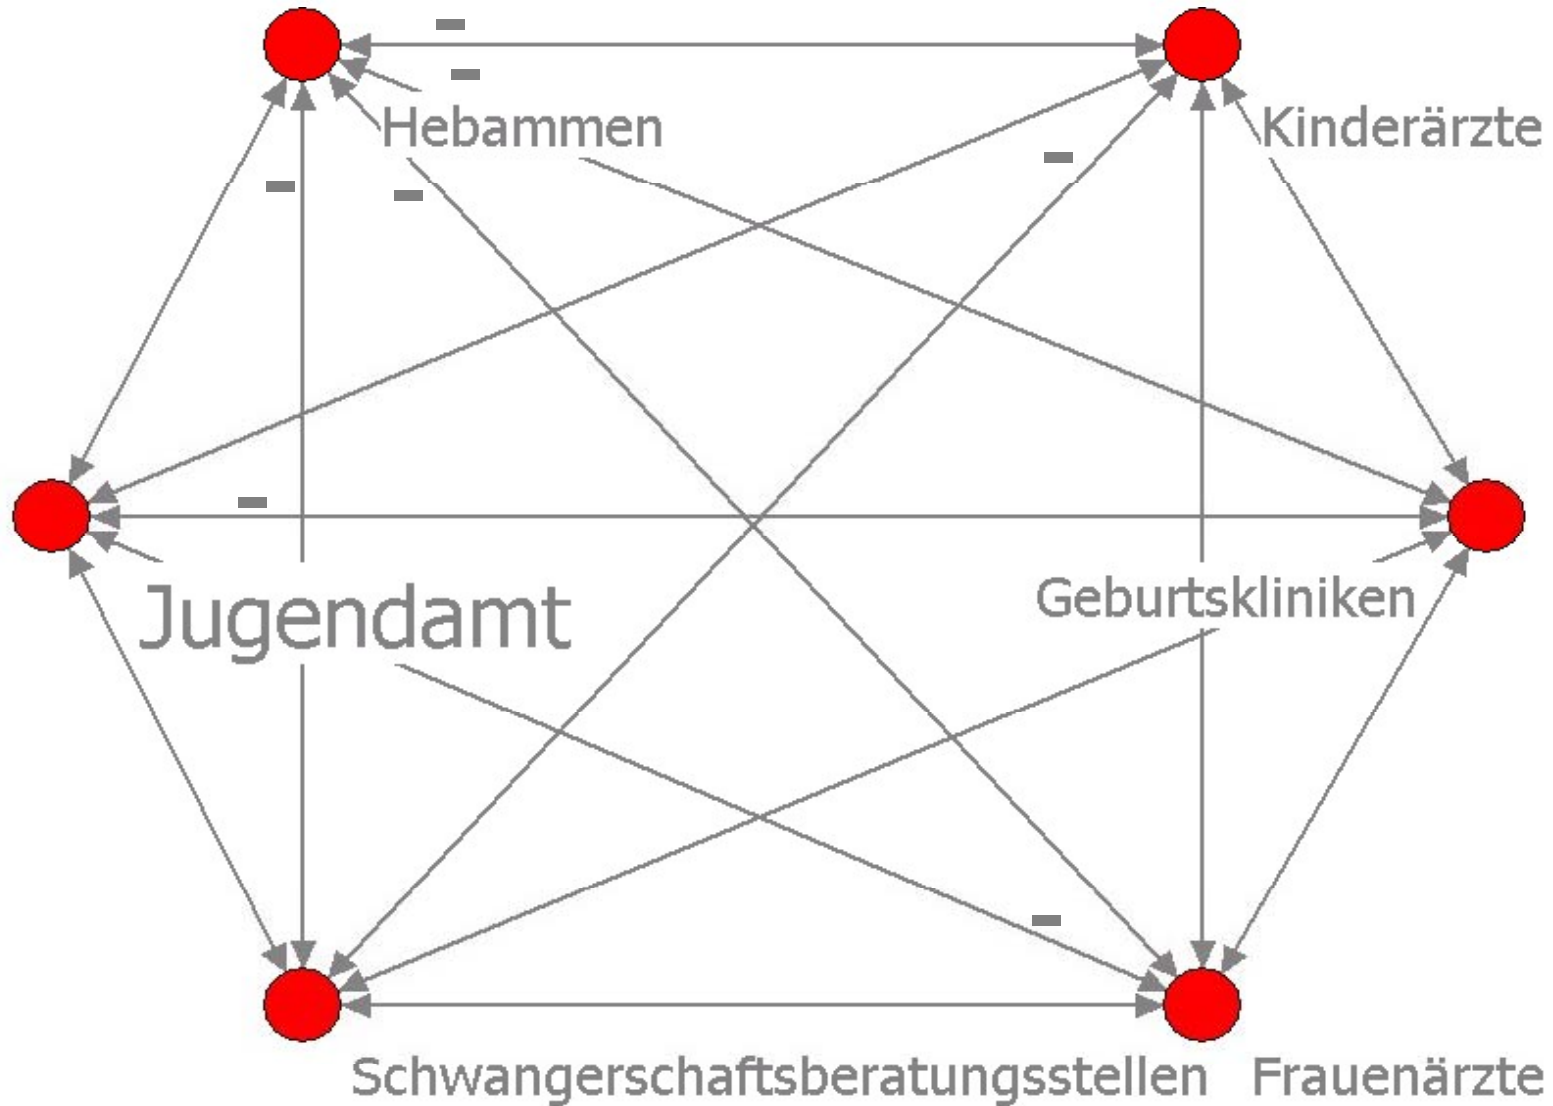 -
-
Hebammen
Kinderärzte
-
-
-
-
Jugendamt
Geburtskliniken
-
Schwangerschaftsberatungsstellen
Frauenärzte